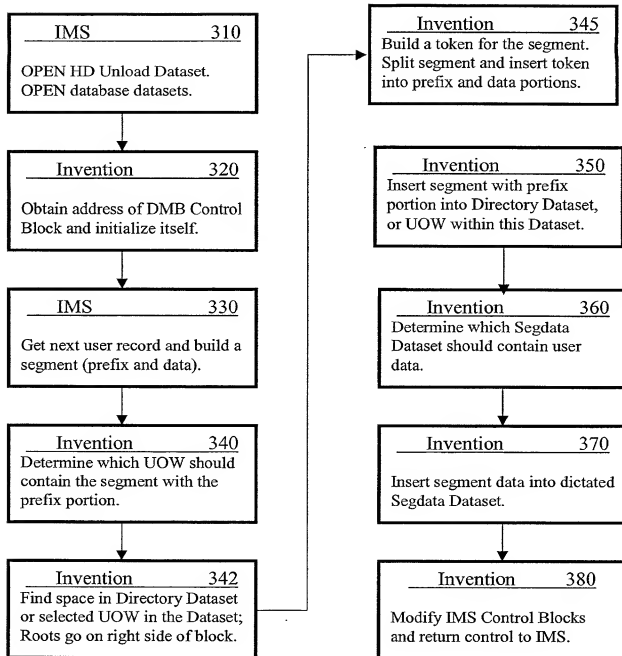 IMS 310
OPEN HD Unload Dataset.
OPEN database datasets.
Invention 320
Obtain address of DMB Control
Block and initialize itself.
IMS 330
Get next user record and build a
segment (prefix and data).
Invention 340
Determine which UOW should
contain the segment with the
prefix portion.
Invention 342
Find space in Directory Dataset
or selected UOW in the Dataset;
Roots go on right side of block.
Invention 345
Build a token for the segment.
Split segment and insert token
into prefix and data portions.
Invention 350
Insert segment with prefix
portion into Directory Dataset,
or UOW within this Dataset.
Invention 360
Determine which Segdata
Dataset should contain user
data.
Invention 370
Insert segment data into dictated
Segdata Dataset.
Invention 380
Modify IMS Control Blocks
and return control to IMS.